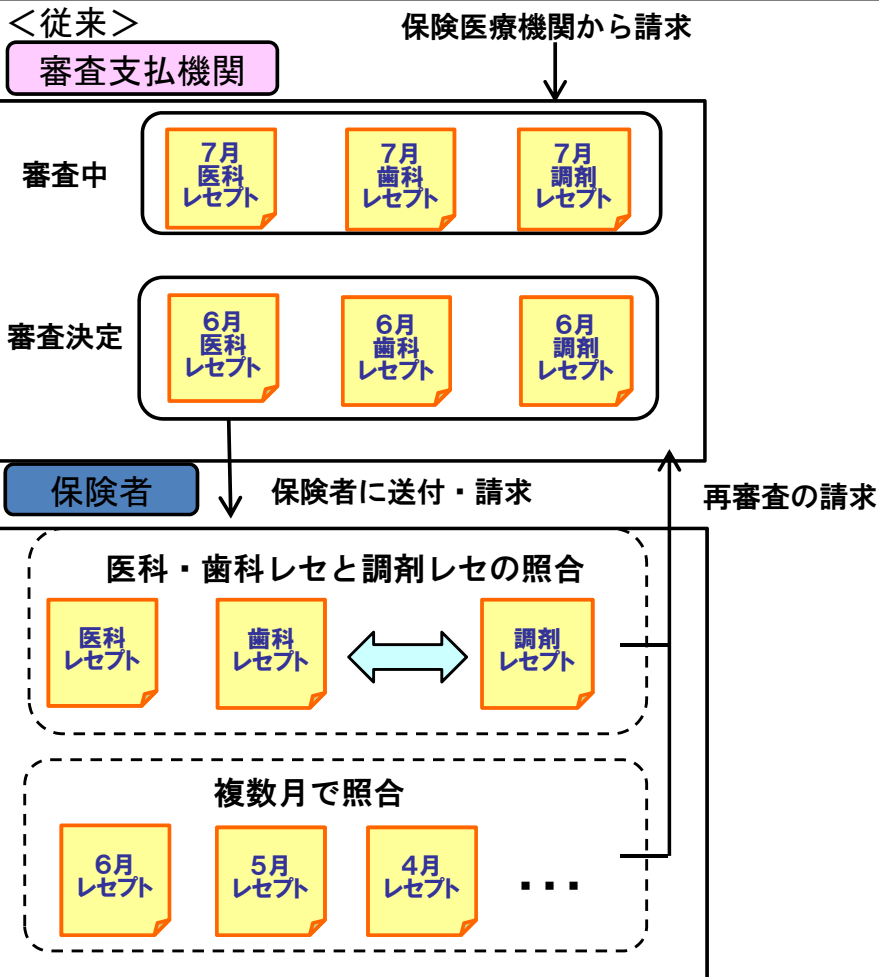 ＜従来＞
保険医療機関から請求
審査支払機関
審査中
7月
医科
レセプト
7月
歯科
レセプト
7月
調剤
レセプト
審査決定
6月
医科
レセプト
6月
歯科
レセプト
6月
調剤
レセプト
保険者
保険者に送付・請求
再審査の請求
医科・歯科レセと調剤レセの照合
医科
レセプト
歯科
レセプト
調剤
レセプト
複数月で照合
6月
レセプト
5月
レセプト
4月
レセプト
・・・